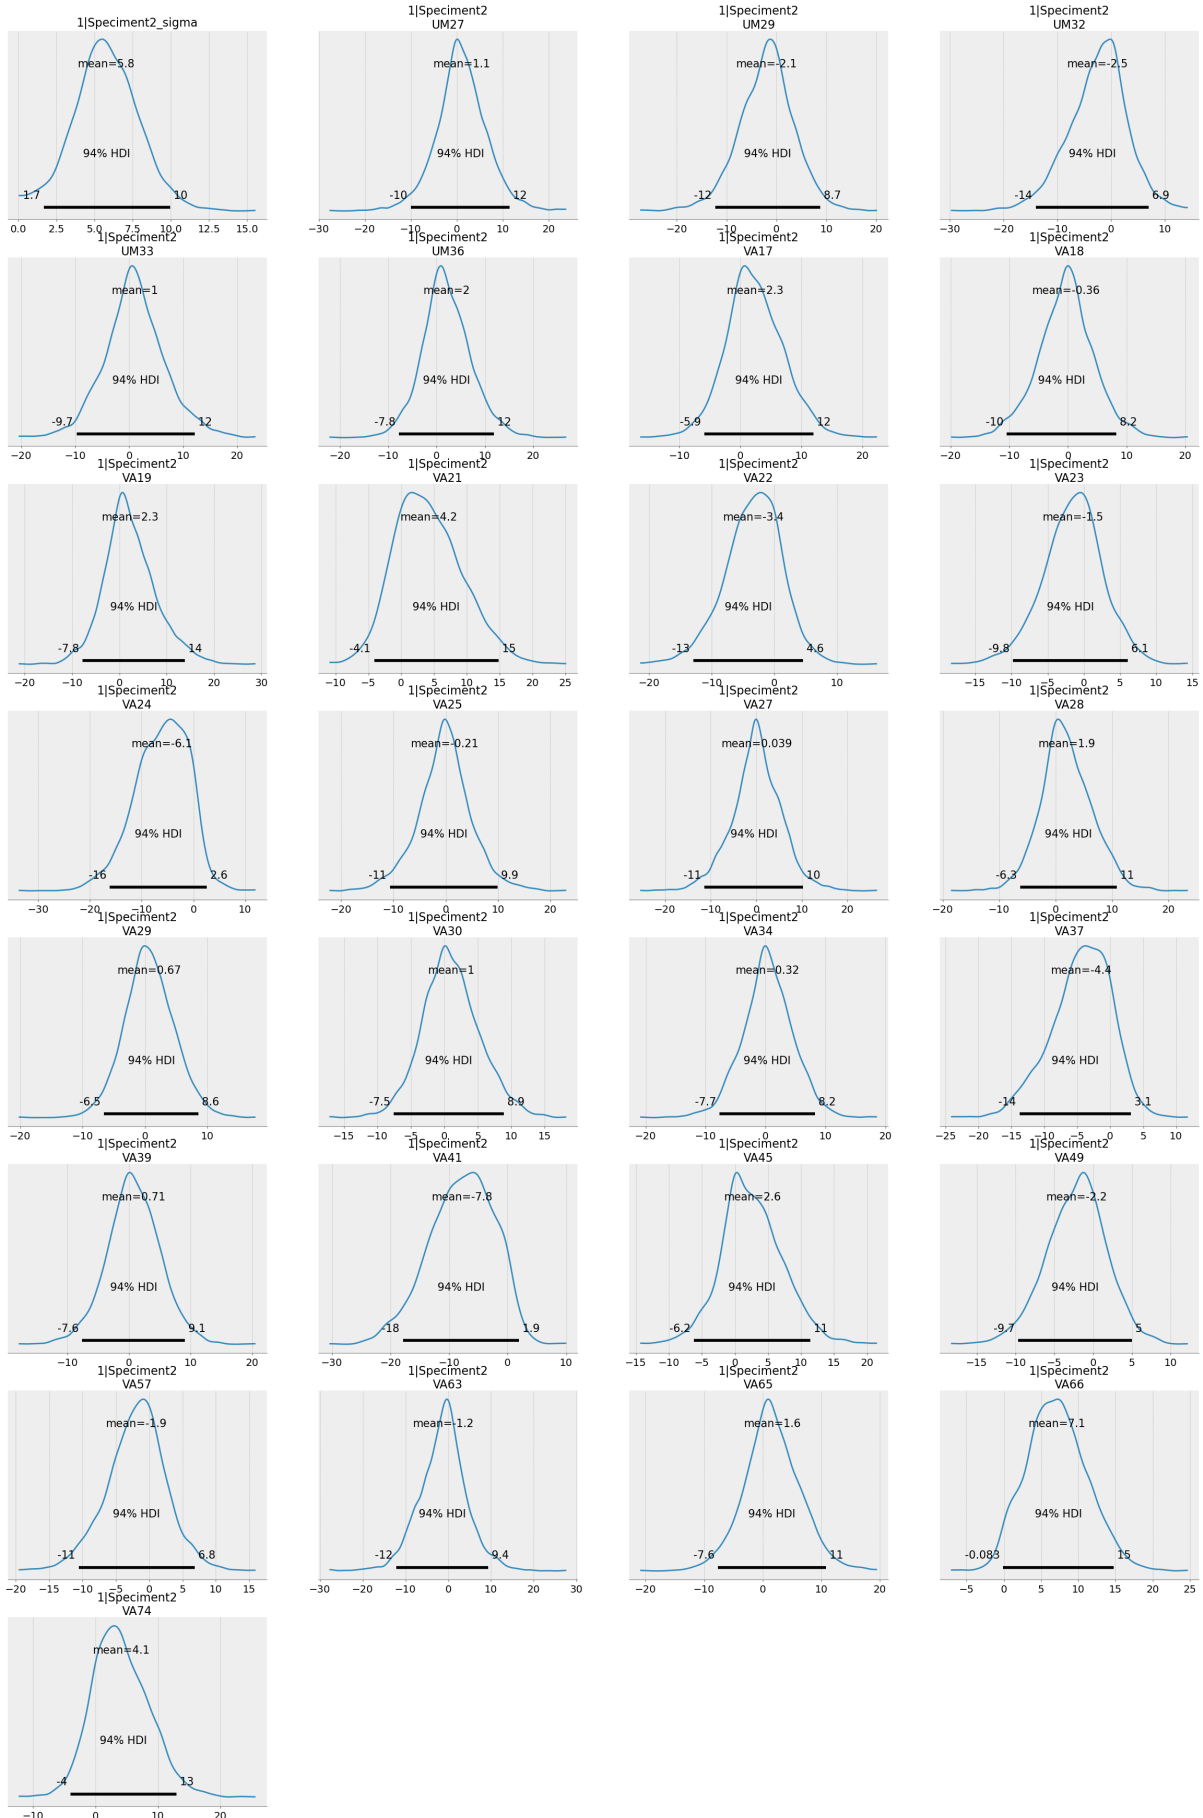 1|Speciment2_sigma
mean=5.8
94% HDI
1.7 10
0.0 2.5 5.0 7.5 10.0 12.5 15.0
1|Speciment2
UM27
mean=1.1
94% HDI
-10 12
−30 −20 −10 0 10 20
1|Speciment2
UM29
mean=-2.1
94% HDI
-12 8.7
−20 −10 0 10 20
1|Speciment2
UM32
mean=-2.5
94% HDI
-14 6.9
−30 −20 −10 0 10
1|Speciment2
UM33
mean=1
94% HDI
-9.7 12
−20 −10 0 10 20
1|Speciment2
UM36
mean=2
94% HDI
-7.8 12
−20 −10 0 10 20
1|Speciment2
VA17
mean=2.3
94% HDI
-5.9 12
−10 0 10 20
1|Speciment2
VA18
mean=-0.36
94% HDI
-10 8.2
−20 −10 0 10 20
1|Speciment2
VA19
mean=2.3
94% HDI
-7.8 14
−20 −10 0 10 20 30
1|Speciment2
VA21
mean=4.2
94% HDI
-4.1 15
−10 −5 0 5 10 15 20 25
1|Speciment2
VA22
mean=-3.4
94% HDI
-13 4.6
−20 −10 0 10
1|Speciment2
VA23
mean=-1.5
94% HDI
-9.8 6.1
−15 −10 −5 0 5 10 15
1|Speciment2
VA24
mean=-6.1
94% HDI
-16 2.6
−30 −20 −10 0 10
1|Speciment2
VA25
mean=-0.21
94% HDI
-11 9.9
−20 −10 0 10 20
1|Speciment2
VA27
mean=0.039
94% HDI
-11 10
−20 −10 0 10 20
1|Speciment2
VA28
mean=1.9
94% HDI
-6.3 11
−20 −10 0 10 20
1|Speciment2
VA29
mean=0.67
94% HDI
-6.5 8.6
−20 −10 0 10
1|Speciment2
VA30
mean=1
94% HDI
-7.5 8.9
−15 −10 −5 0 5 10 15
1|Speciment2
VA34
mean=0.32
94% HDI
-7.7 8.2
−20 −10 0 10 20
1|Speciment2
VA37
mean=-4.4
94% HDI
-14 3.1
−25 −20 −15 −10 −5 0 5 10
1|Speciment2
VA39
mean=0.71
94% HDI
-7.6 9.1
−10 0 10 20
1|Speciment2
VA41
mean=-7.8
94% HDI
-18 1.9
−30 −20 −10 0 10
1|Speciment2
VA45
mean=2.6
94% HDI
-6.2 11
−15 −10 −5 0 5 10 15 20
1|Speciment2
VA49
mean=-2.2
94% HDI
-9.7 5
−15 −10 −5 0 5 10
1|Speciment2
VA57
mean=-1.9
94% HDI
-11 6.8
−20 −15 −10 −5 0 5 10 15
1|Speciment2
VA63
mean=-1.2
94% HDI
-12 9.4
−30 −20 −10 0 10 20 30
1|Speciment2
VA65
mean=1.6
94% HDI
-7.6 11
−20 −10 0 10 20
1|Speciment2
VA66
mean=7.1
94% HDI
-0.083 15
−5 0 5 10 15 20 25
1|Speciment2
VA74
mean=4.1
94% HDI
-4 13
−10 0 10 20